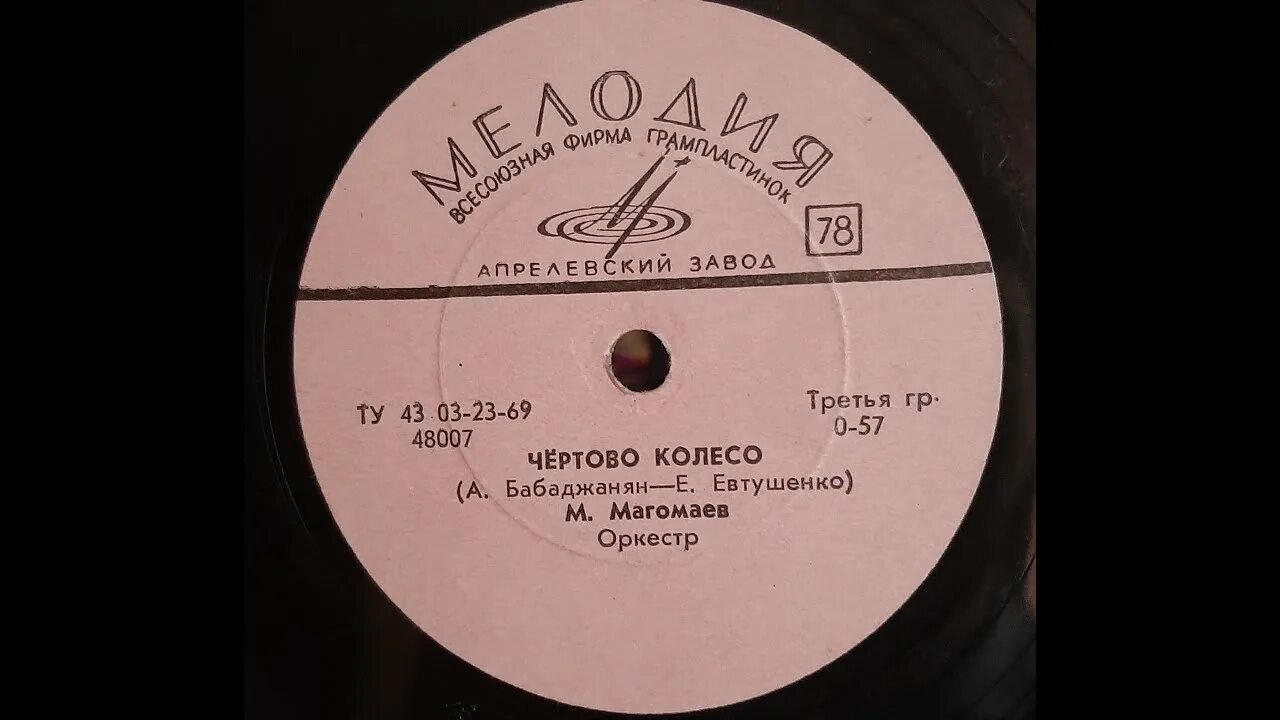 МЕЛОДИЯ
ВСЕСОЮЗНАЯ ФИРМА ГРАМПЛАСТИНОК
78
АПРЕЛЕВСКИЙ ЗАВОД
ТУ 43 03-23-69
48007
Третья гр.
0-57
ЧЁРТОВО КОЛЕСО
(А. Бабаджанян—Е. Евтушенко)
М. Магомаев
Оркестр